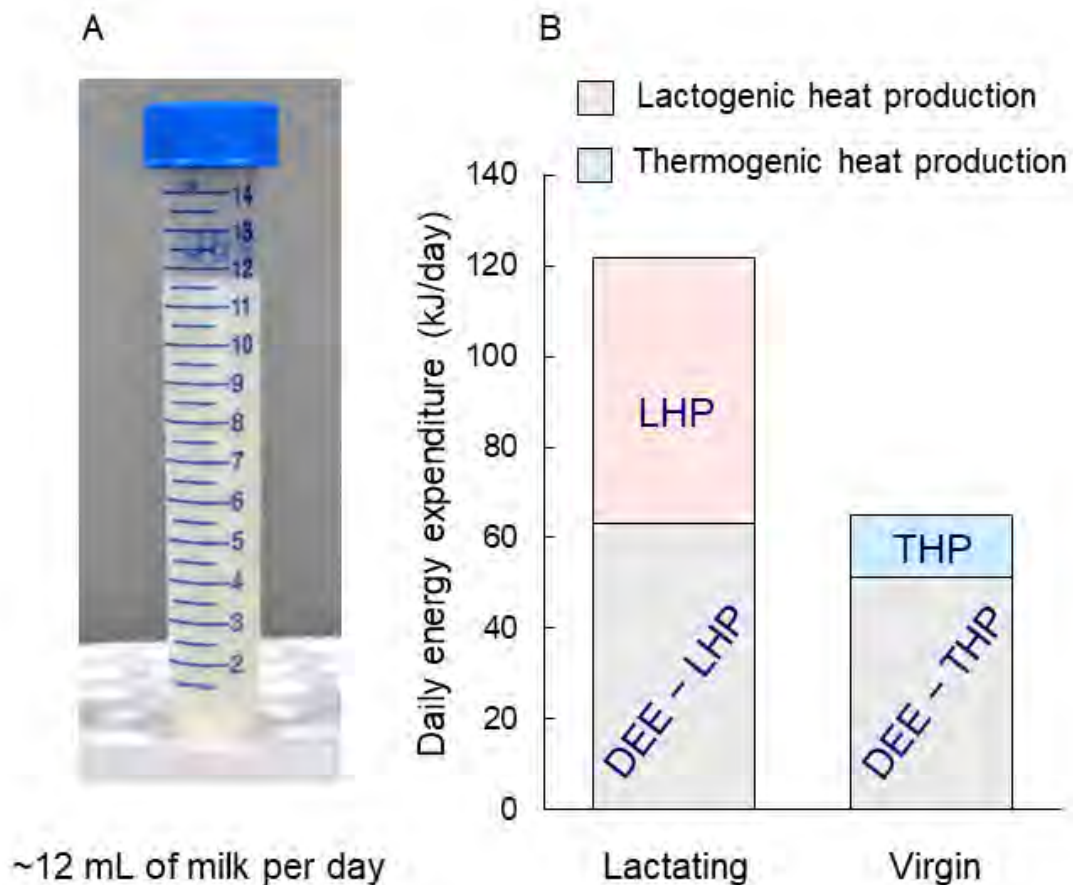 A
14
13
12
11
10
9
8
7
6
5
4
3
2
~12 mL of milk per day
B
Lactogenic heat production
Thermogenic heat production
Daily energy expenditure (kJ/day)
140
120
100
80
60
40
20
0
LHP
DEE – LHP
THP
DEE – THP
Lactating
Virgin